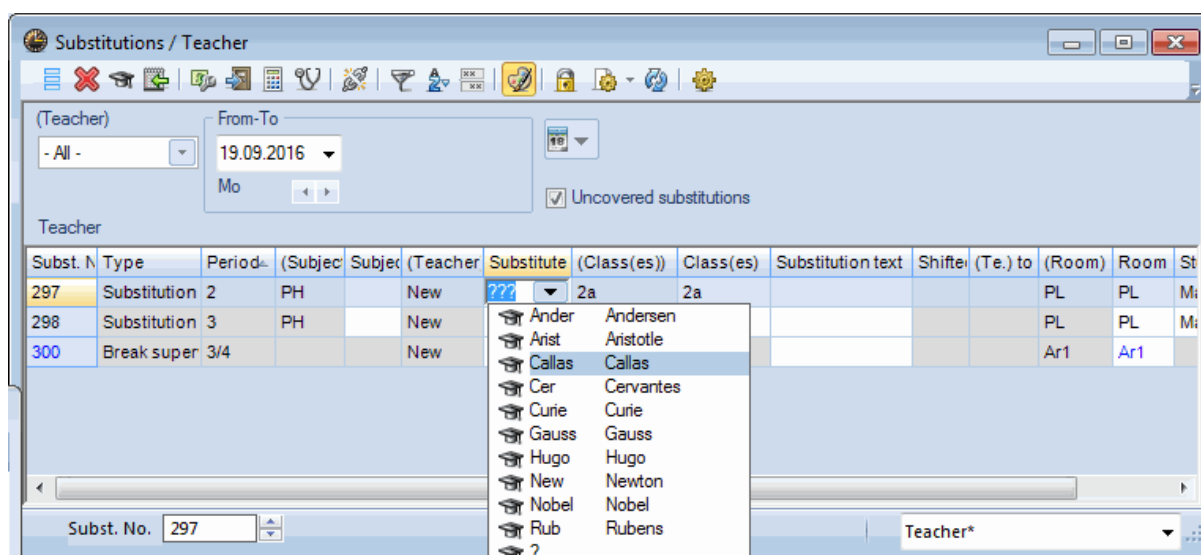 Substitutions / Teacher
(Teacher)
From-To
- All -
19.09.2016
Mo
Uncovered substitutions
Teacher
Subst. N Type Period (Subjec Subjec (Teacher Substitute (Class(es)) Class(es) Substitution text Shifte (Te.) to (Room) Room St
297 Substitution 2 PH New ??? 2a 2a PL PL Ma
298 Substitution 3 PH New PL PL Ma
300 Break super 3/4 New Ar1 Ar1
Ander Andersen
Arist Aristotle
Callas Callas
Cer Cervantes
Curie Curie
Gauss Gauss
Hugo Hugo
New Newton
Nobel Nobel
Rub Rubens
?
Subst. No. 297
Teacher*